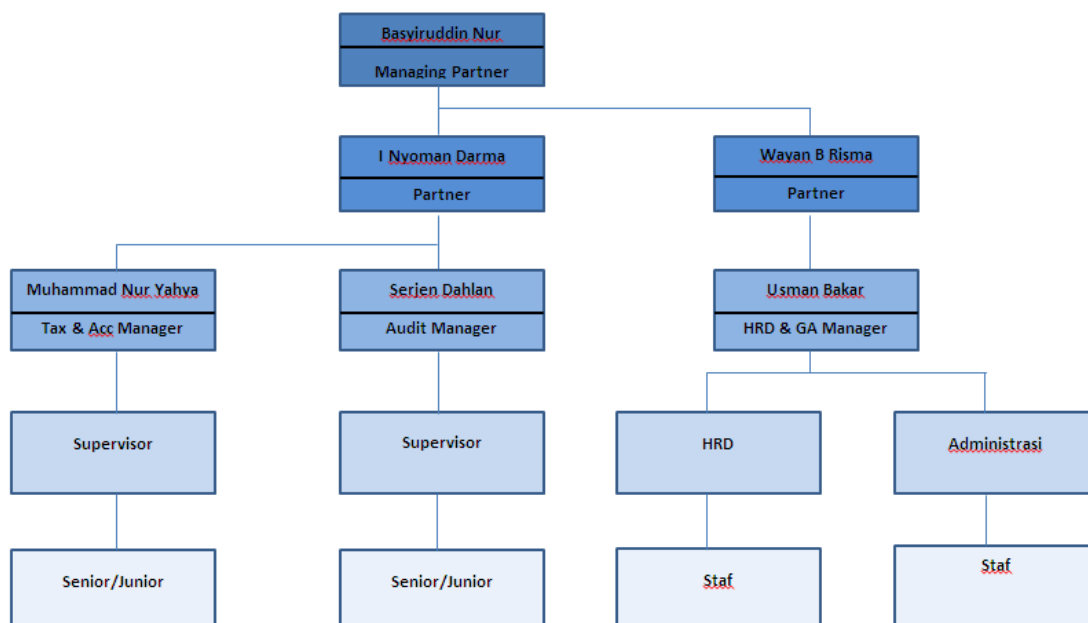 Basyiruddin Nur
Managing Partner
I Nyoman Darma
Partner
Wayan B Risma
Partner
Muhammad Nur Yahya
Tax & Acc Manager
Serjen Dahlan
Audit Manager
Usman Bakar
HRD & GA Manager
Supervisor
Supervisor
HRD
Administrasi
Senior/Junior
Senior/Junior
Staf
Staf